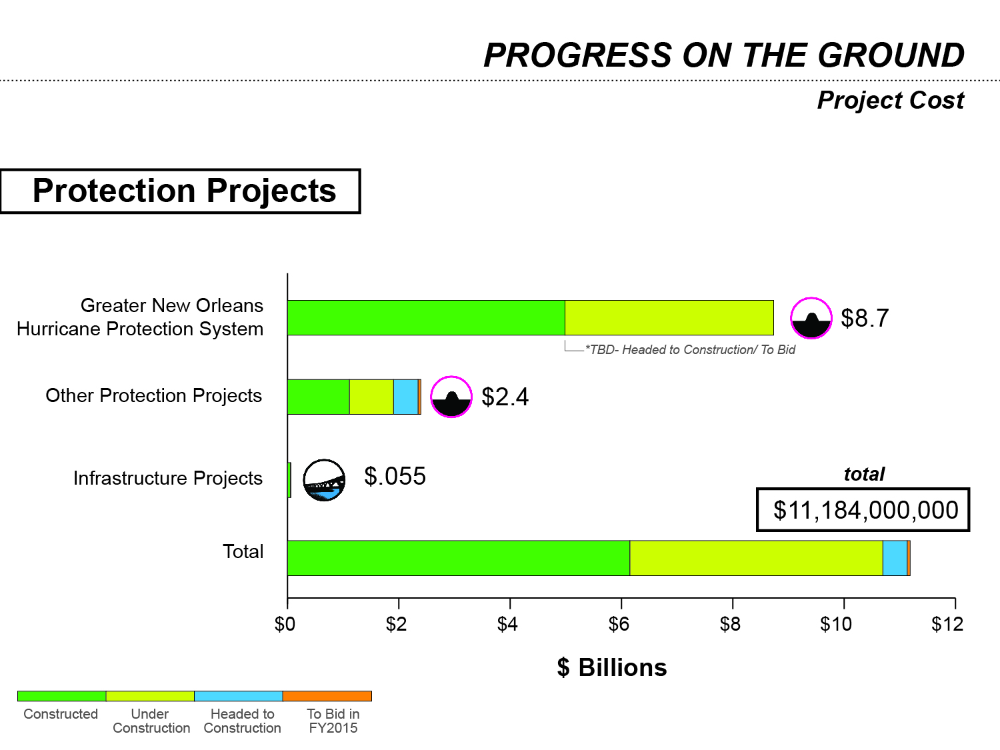 PROGRESS ON THE GROUND
Project Cost
Protection Projects
Greater New Orleans
Hurricane Protection System
$8.7
*TBD- Headed to Construction/ To Bid
Other Protection Projects
$2.4
Infrastructure Projects
$.055
total
$11,184,000,000
Total
$0 $2 $4 $6 $8 $10 $12
$ Billions
Constructed
Under
Construction
Headed to
Construction
To Bid in
FY2015